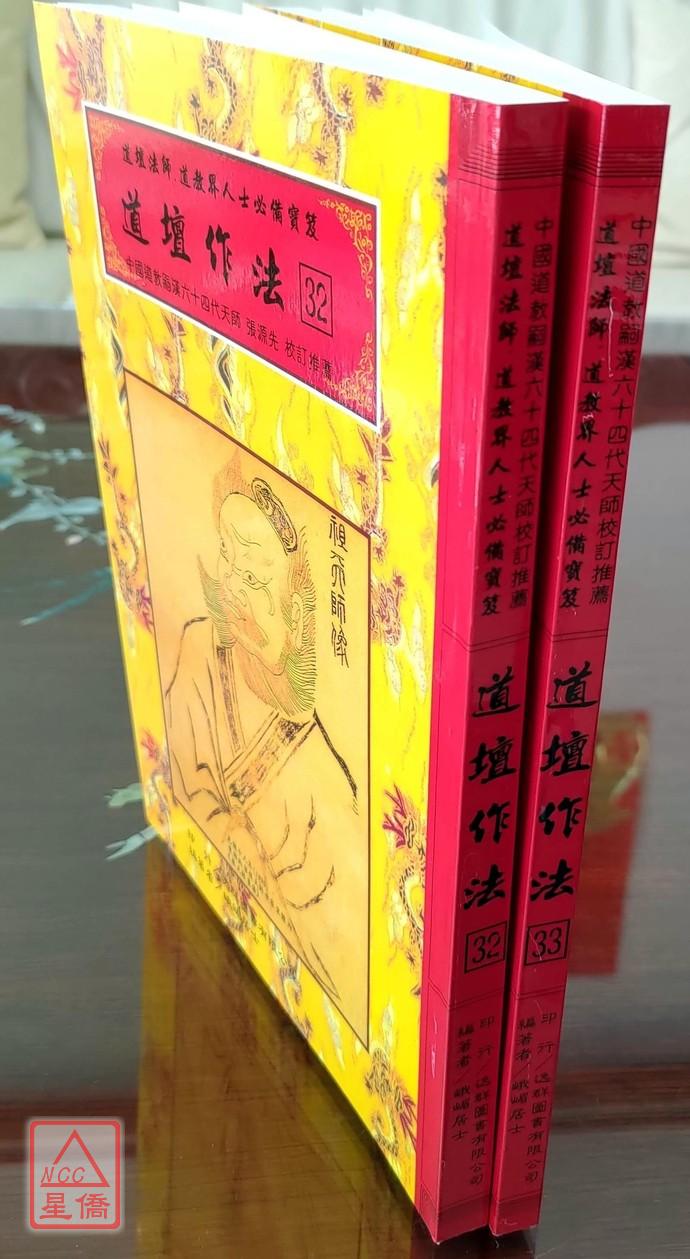 道壇法師.道教界人士必備寶笈
道壇作法 32
中國道教嗣漢六十四代天師 張源先 校訂推薦
祖天師像
中國道教嗣漢六十四代天師校訂推薦
道壇法師.道教界人士必備寶笈
道壇作法 32
印行/逸群圖書有限公司
編著者/峨嵋居士
中國道教嗣漢六十四代天師校訂推薦
道壇法師.道教界人士必備寶笈
道壇作法 33
印行/逸群圖書有限公司
編著者/峨嵋居士
NCC
星僑